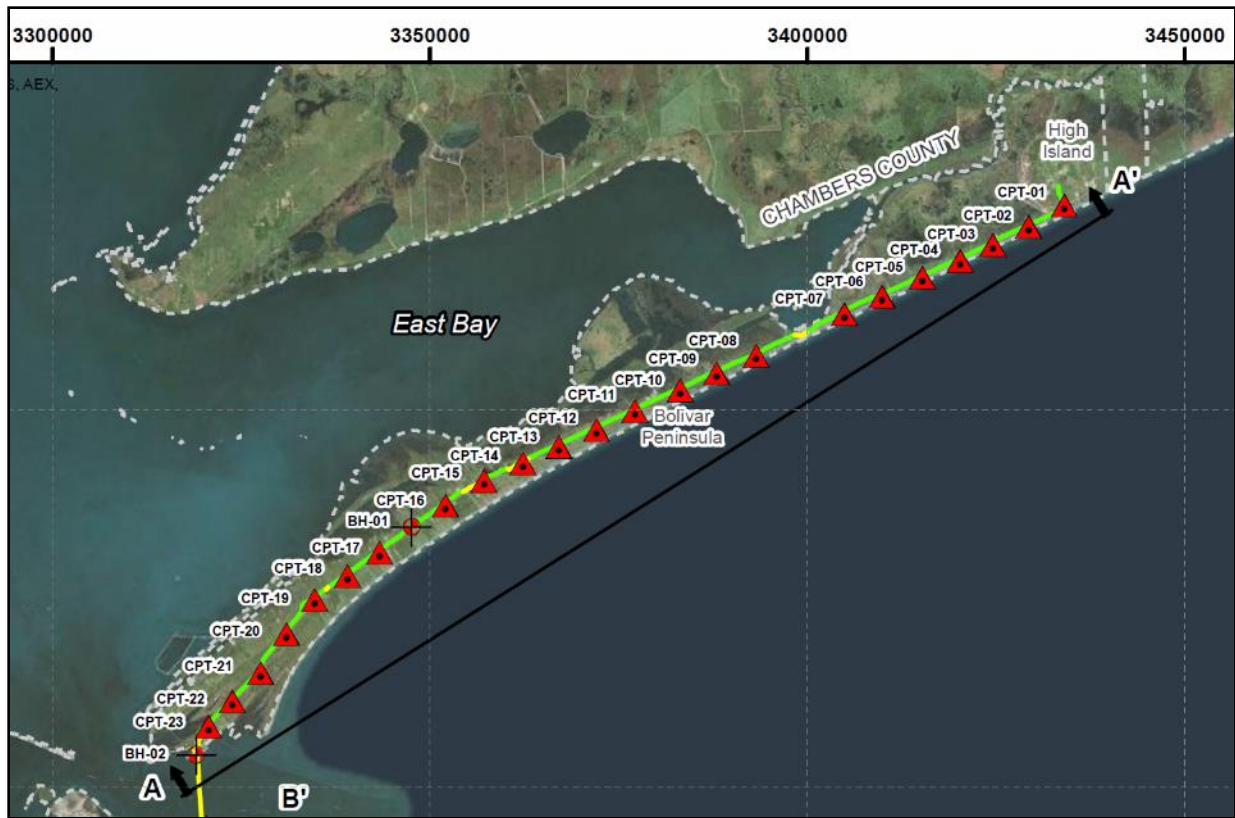 3300000
3350000
3400000
3450000
, AEX,
High
Island
CHAMBERS COUNTY
A'
CPT-01
CPT-02
CPT-03
CPT-04
CPT-05
CPT-06
CPT-07
East Bay
CPT-08
CPT-09
CPT-10
CPT-11
Bolivar
Peninsula
CPT-12
CPT-13
CPT-14
CPT-15
CPT-16
BH-01
CPT-17
CPT-18
CPT-19
CPT-20
CPT-21
CPT-22
CPT-23
BH-02
A
B'